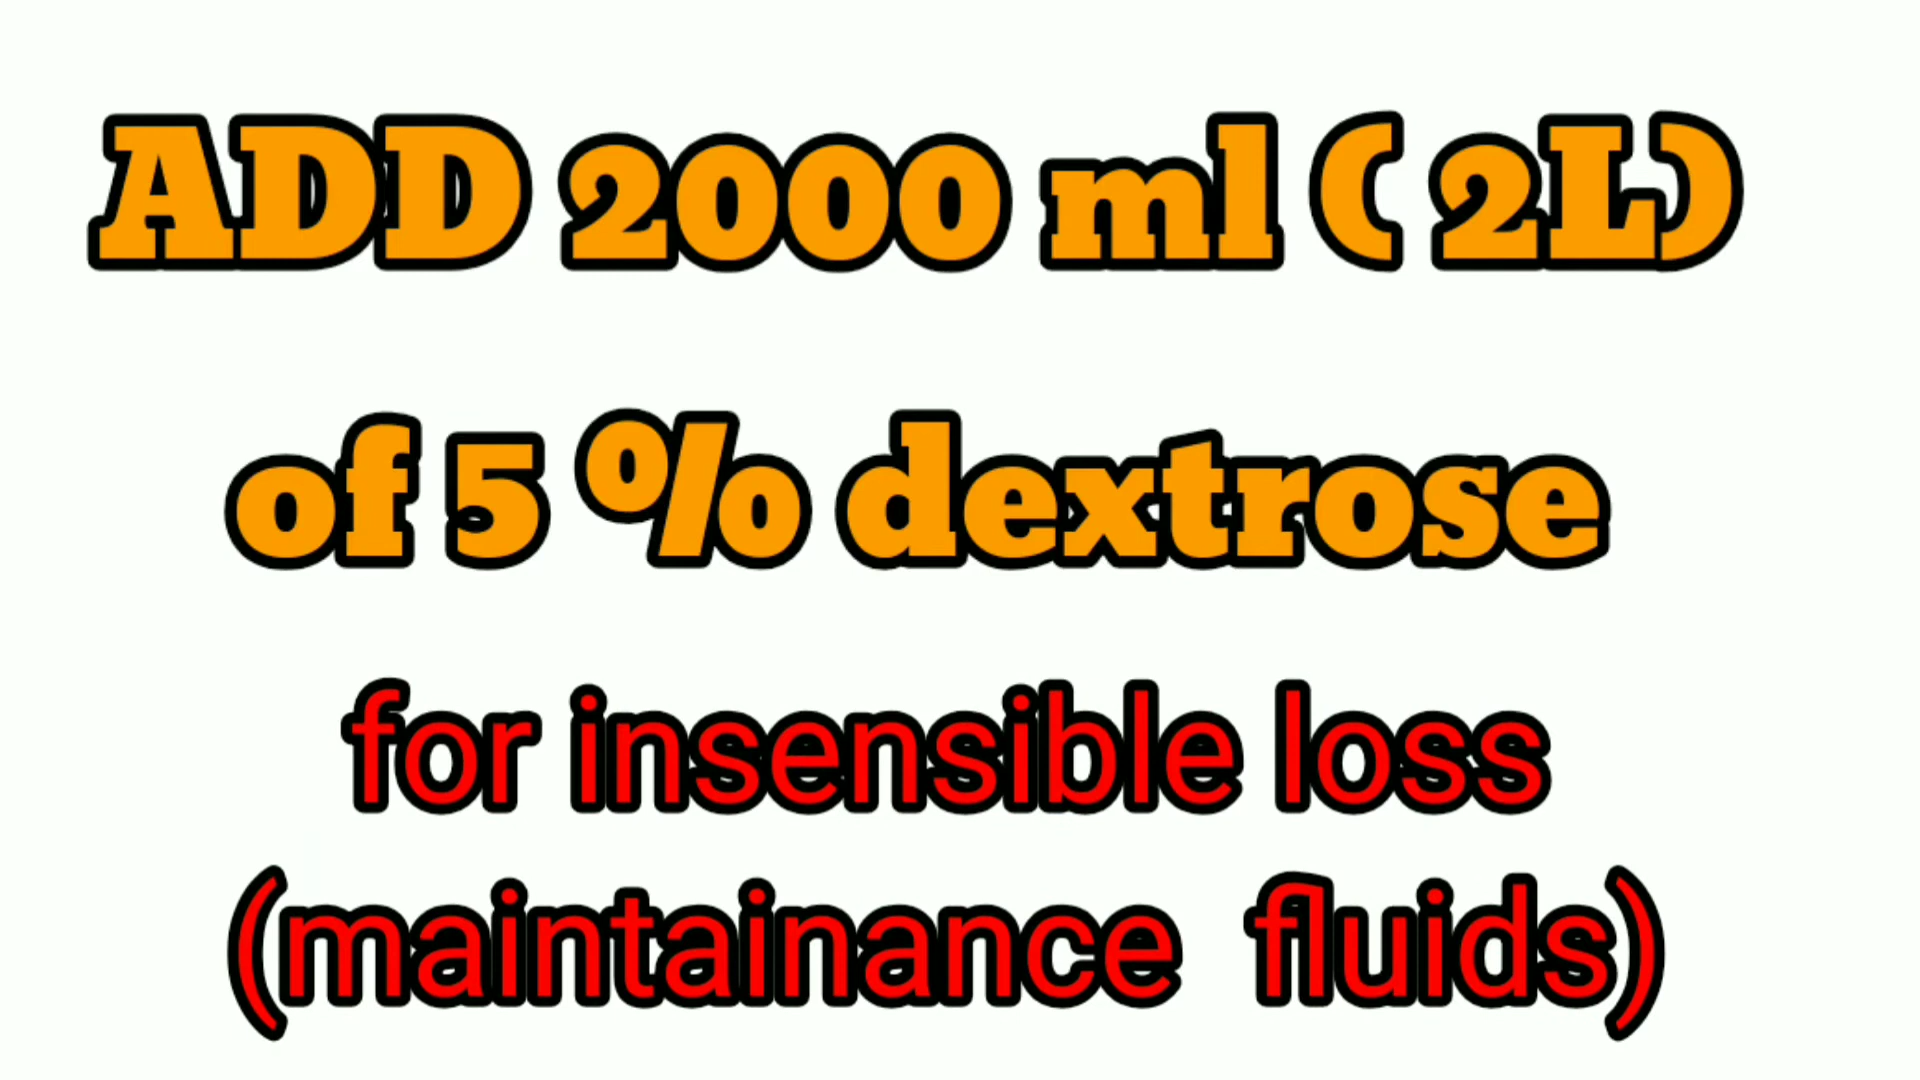 ADD 2000 ml ( 2L)
of 5 % dextrose
for insensible loss
(maintainance fluids)